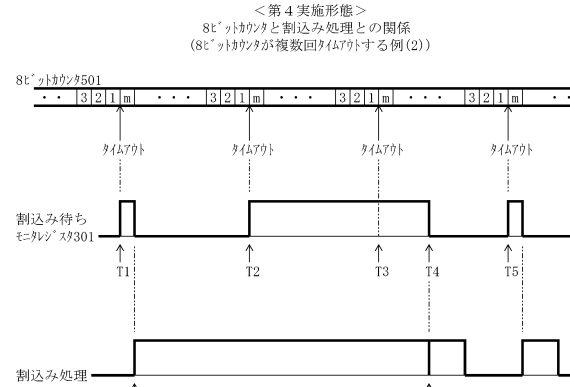 ＜第４実施形態＞
8ﾋﾞｯﾄｶｳﾝﾀと割込み処理との関係
(8ﾋﾞｯﾄｶｳﾝﾀが複数回ﾀｲﾑｱｳﾄする例(2))
8ﾋﾞｯﾄｶｳﾝﾀ501
・・ 3 2 1 m ・・・ 3 2 1 m ・・・ 3 2 1 m ・・・ 3 2 1 m ・・
ﾀｲﾑｱｳﾄ ﾀｲﾑｱｳﾄ ﾀｲﾑｱｳﾄ ﾀｲﾑｱｳﾄ
割込み待ち
ﾓﾆﾀﾚｼﾞｽﾀ301
T1 T2 T3 T4 T5
割込み処理